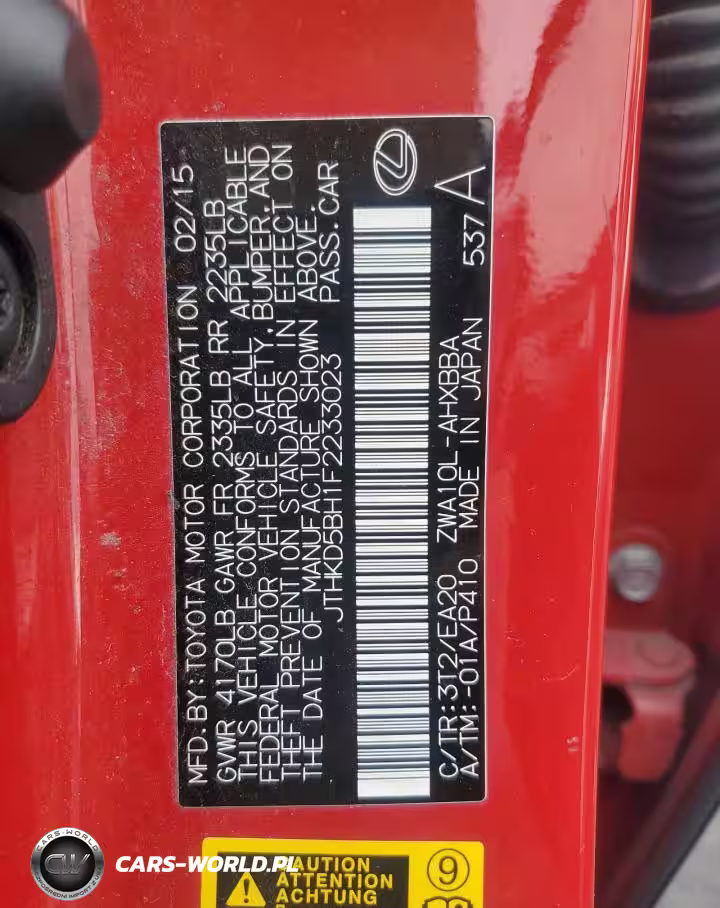 MFD.BY:TOYOTA MOTOR CORPORATION 02/15
GVWR 4170LB GAWR FR 2335LB RR 2235LB
THIS VEHICLE CONFORMS TO ALL APPLICABLE
FEDERAL MOTOR VEHICLE SAFETY,BUMPER,AND
THEFT PREVENTION STANDARDS IN EFFECT ON
THE DATE OF MANUFACTURE SHOWN ABOVE.
JTHKD5BH1F2233023 PASS.CAR
C/TR:3T2/EA20 ZWA10L-AHXBBA
A/TM:-01A/P410 MADE IN JAPAN 537 A
CAUTION
ATTENTION
ACHTUNG
9
CARS-WORLD
CW
CARS-WORLD.PL